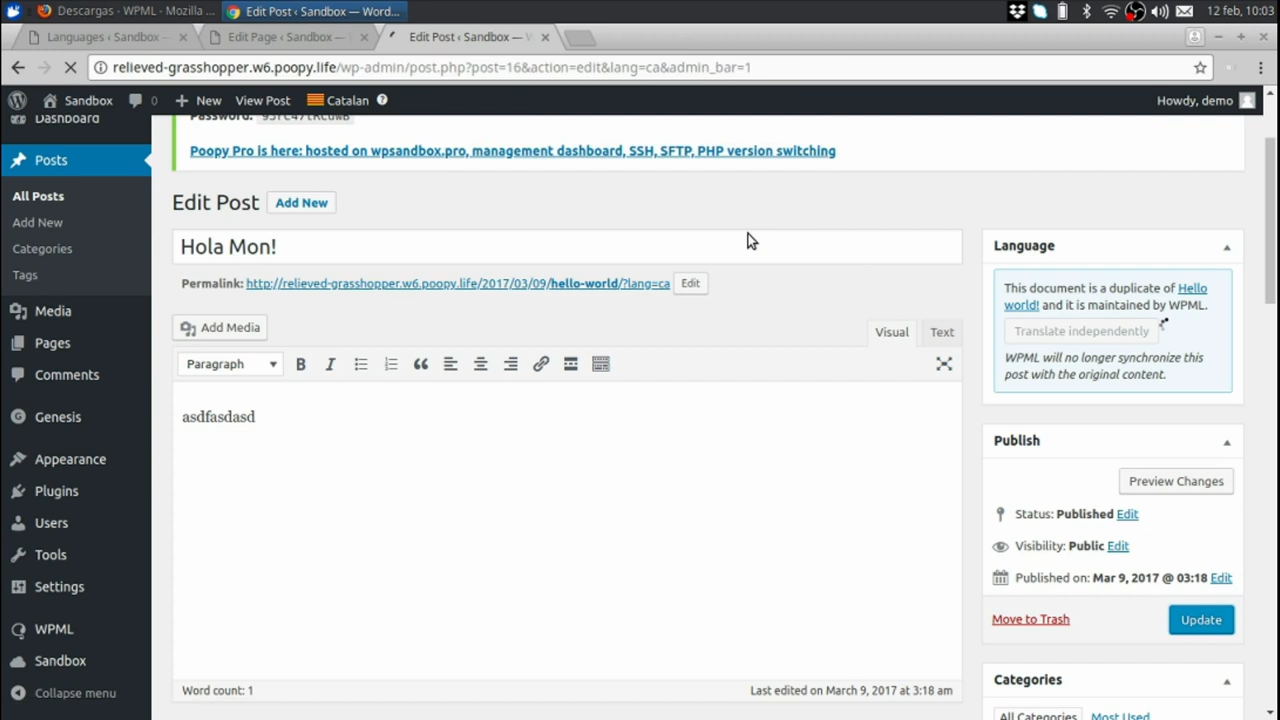 Descargas - WPML - Mozilla ...
Edit Post ‹ Sandbox — Word...
12 feb, 10:03
Languages ‹ Sandbox —
Edit Page ‹ Sandbox —
Edit Post ‹ Sandbox — W
relieved-grasshopper.w6.poopy.life/wp-admin/post.php?post=16&action=edit&lang=ca&admin_bar=1
Sandbox
0
New
View Post
Catalan
Howdy, demo
Dashboard
Posts
All Posts
Add New
Categories
Tags
Media
Pages
Comments
Genesis
Appearance
Plugins
Users
Tools
Settings
WPML
Sandbox
Collapse menu
Password:
Poopy Pro is here: hosted on wpsandbox.pro, management dashboard, SSH, SFTP, PHP version switching
Edit Post
Add New
Hola Mon!
Permalink: http://relieved-grasshopper.w6.poopy.life/2017/03/09/hello-world/?lang=ca
Edit
Add Media
Visual
Text
Paragraph
B
I
asdfasdasd
Word count: 1
Last edited on March 9, 2017 at 3:18 am
Language
This document is a duplicate of Hello
world! and it is maintained by WPML.
Translate independently
WPML will no longer synchronize this
post with the original content.
Publish
Preview Changes
Status: Published Edit
Visibility: Public Edit
Published on: Mar 9, 2017 @ 03:18 Edit
Move to Trash
Update
Categories
All Categories
Most Used